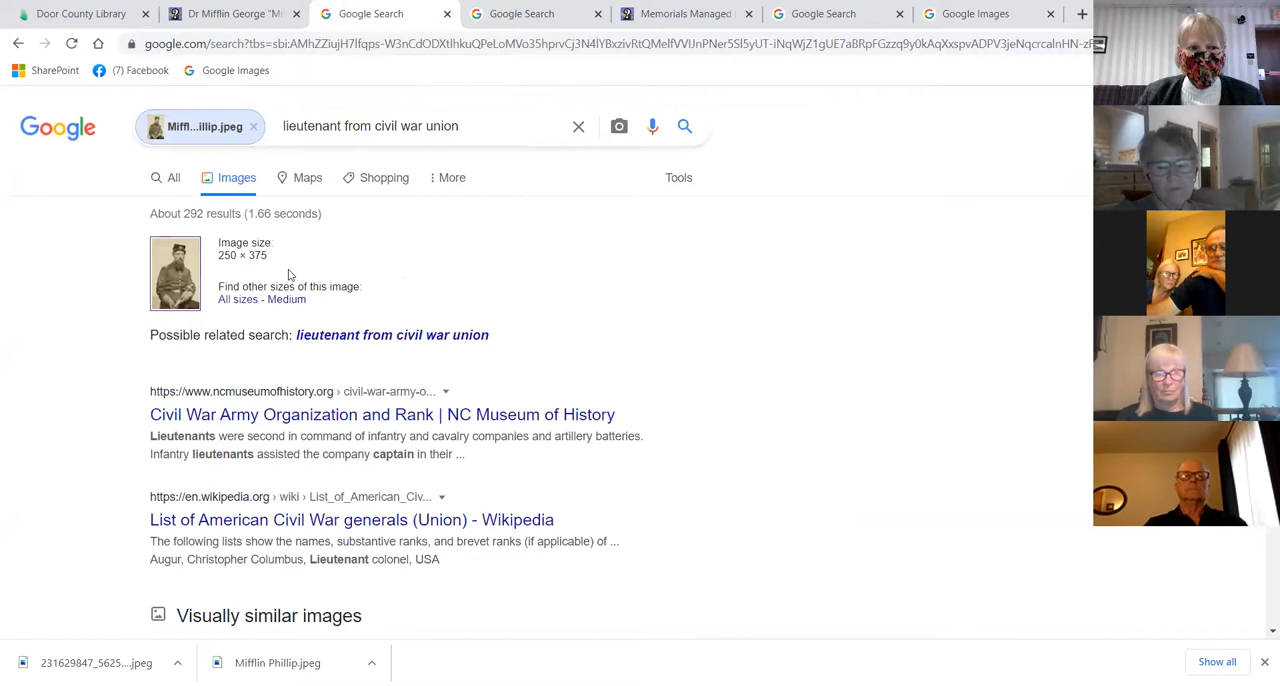 Door County Library
Dr Mifflin George "Mi
Google Search
Google Search
Memorials Managed
Google Search
Google Images
google.com/search?tbs=
SharePoint
(7) Facebook
Google Images
Google
Miffl...illip.jpeg
lieutenant from civil war union
All
Images
Maps
Shopping
More
Tools
About 292 results (1.66 seconds)
Image size:
250 × 375
Find other sizes of this image:
All sizes - Medium
Possible related search: lieutenant from civil war union
https://www.ncmuseumofhistory.org › civil-war-army-o...
Civil War Army Organization and Rank | NC Museum of History
Lieutenants were second in command of infantry and cavalry companies and artillery batteries.
Infantry lieutenants assisted the company captain in their ...
https://en.wikipedia.org › wiki › List_of_American_Civ...
List of American Civil War generals (Union) - Wikipedia
The following lists show the names, substantive ranks, and brevet ranks (if applicable) of ...
Augur, Christopher Columbus, Lieutenant colonel, USA
Visually similar images
231629847_5625....jpeg
Mifflin Phillip.jpeg
Show all